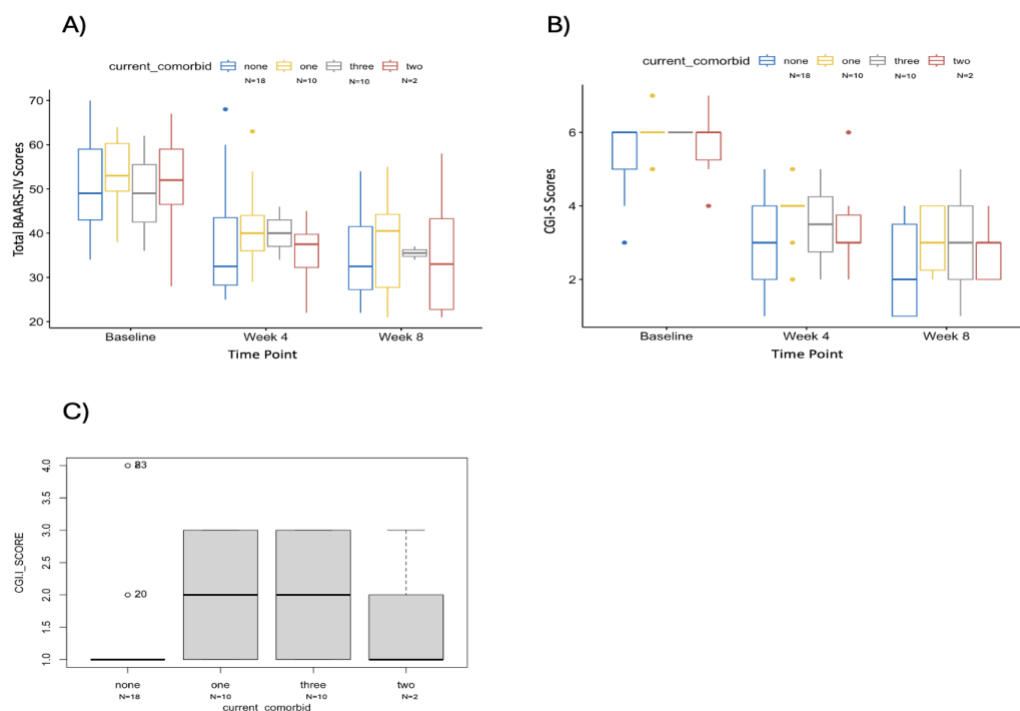 A)
current_comorbid none one three two
N=18 N=10 N=10 N=2
70
60
50
40
30
20
Total BAARS-IV Scores
Baseline Week 4 Week 8
Time Point
B)
current_comorbid none one three two
N=18 N=10 N=10 N=2
6
4
2
CGI-S Scores
Baseline Week 4 Week 8
Time Point
C)
4.0
3.5
3.0
2.5
2.0
1.5
1.0
CGI.I_SCORE
20
none one three two
N=18 N=10 N=10 N=2
current_comorbid